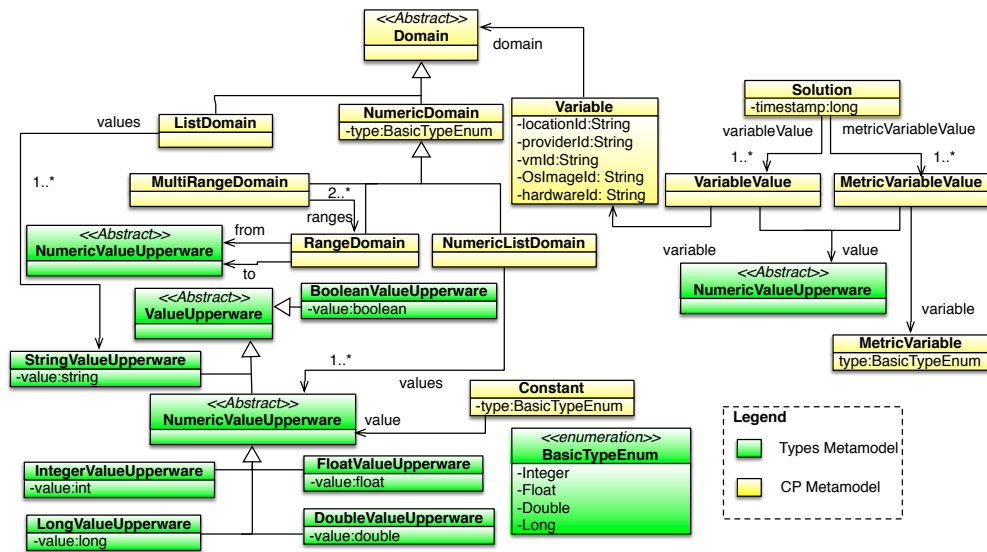 <<Abstract>>
Domain
domain
ListDomain
values
1..*
NumericDomain
-type:BasicTypeEnum
Variable
-locationId:String
-providerId:String
-vmId:String
-OsImageId: String
-hardwareId: String
Solution
-timestamp:long
variableValue
metricVariableValue
1..*
1..*
VariableValue
MetricVariableValue
MultiRangeDomain
2..*
ranges
RangeDomain
NumericListDomain
from
to
<<Abstract>>
NumericValueUpperware
variable
value
<<Abstract>>
NumericValueUpperware
variable
MetricVariable
type:BasicTypeEnum
<<Abstract>>
ValueUpperware
BooleanValueUpperware
-value:boolean
StringValueUpperware
-value:string
1..*
values
<<Abstract>>
NumericValueUpperware
value
Constant
-type:BasicTypeEnum
IntegerValueUpperware
-value:int
FloatValueUpperware
-value:float
LongValueUpperware
-value:long
DoubleValueUpperware
-value:double
<<enumeration>>
BasicTypeEnum
-Integer
-Float
-Double
-Long
Legend
Types Metamodel
CP Metamodel